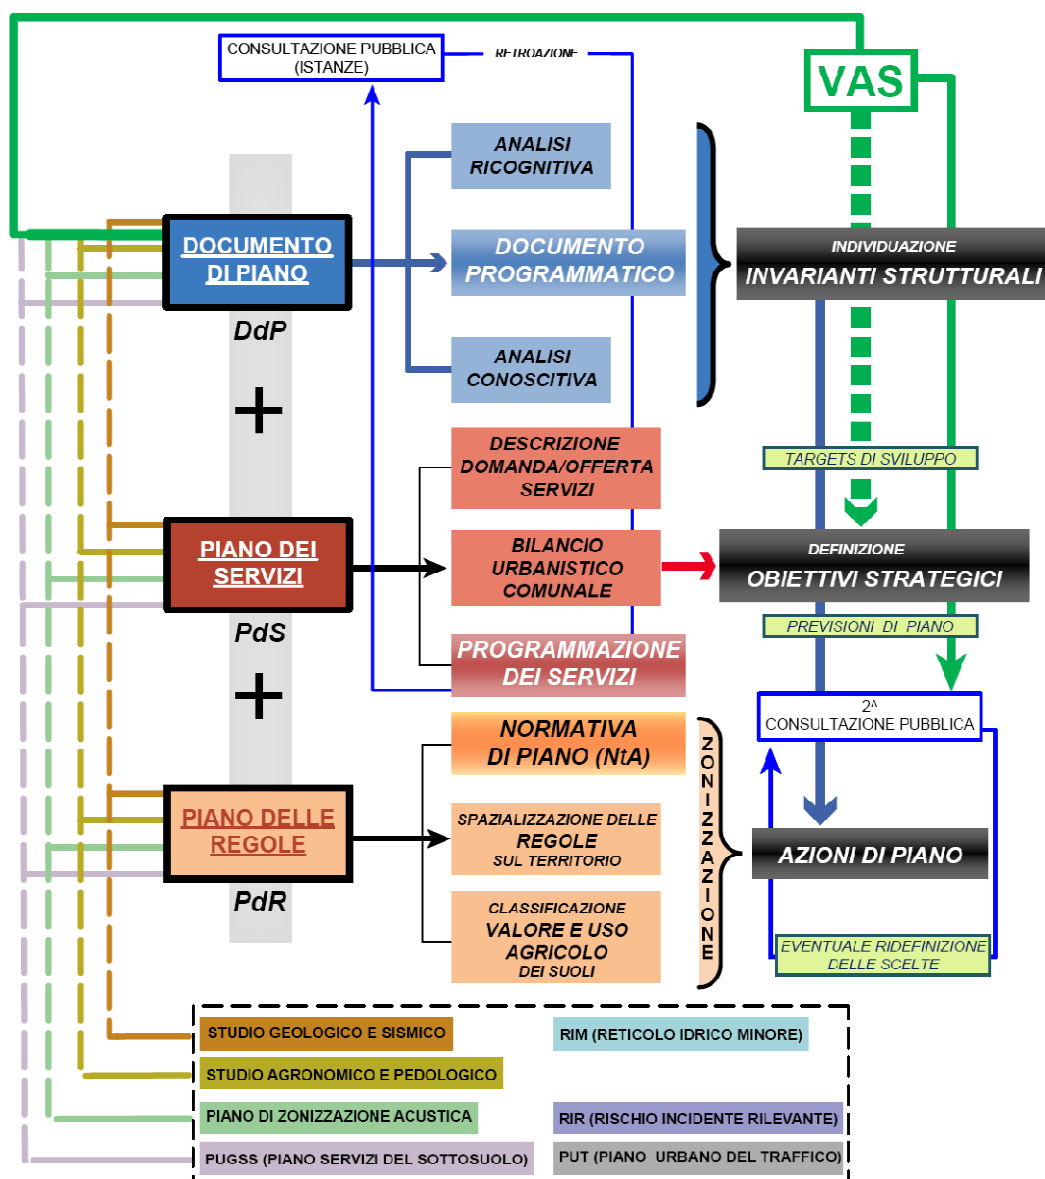 CONSULTAZIONE PUBBLICA
(ISTANZE)
RETROAZIONE
VAS
ANALISI
RICOGNITIVA
DOCUMENTO
DI PIANO
DdP
DOCUMENTO
PROGRAMMATICO
INDIVIDUAZIONE
INVARIANTI STRUTTURALI
ANALISI
CONOSCITIVA
+
DESCRIZIONE
DOMANDA/OFFERTA
SERVIZI
TARGETS DI SVILUPPO
PIANO DEI
SERVIZI
PdS
BILANCIO
URBANISTICO
COMUNALE
DEFINIZIONE
OBIETTIVI STRATEGICI
PREVISIONI DI PIANO
+
PROGRAMMAZIONE
DEI SERVIZI
2^
CONSULTAZIONE PUBBLICA
NORMATIVA
DI PIANO (NtA)
ZONIZZAZIONE
PIANO DELLE
REGOLE
PdR
SPAZIALIZZAZIONE DELLE
REGOLE
SUL TERRITORIO
AZIONI DI PIANO
CLASSIFICAZIONE
VALORE E USO
AGRICOLO
DEI SUOLI
EVENTUALE RIDEFINIZIONE
DELLE SCELTE
STUDIO GEOLOGICO E SISMICO
RIM (RETICOLO IDRICO MINORE)
STUDIO AGRONOMICO E PEDOLOGICO
PIANO DI ZONIZZAZIONE ACUSTICA
RIR (RISCHIO INCIDENTE RILEVANTE)
PUGSS (PIANO SERVIZI DEL SOTTOSUOLO)
PUT (PIANO URBANO DEL TRAFFICO)